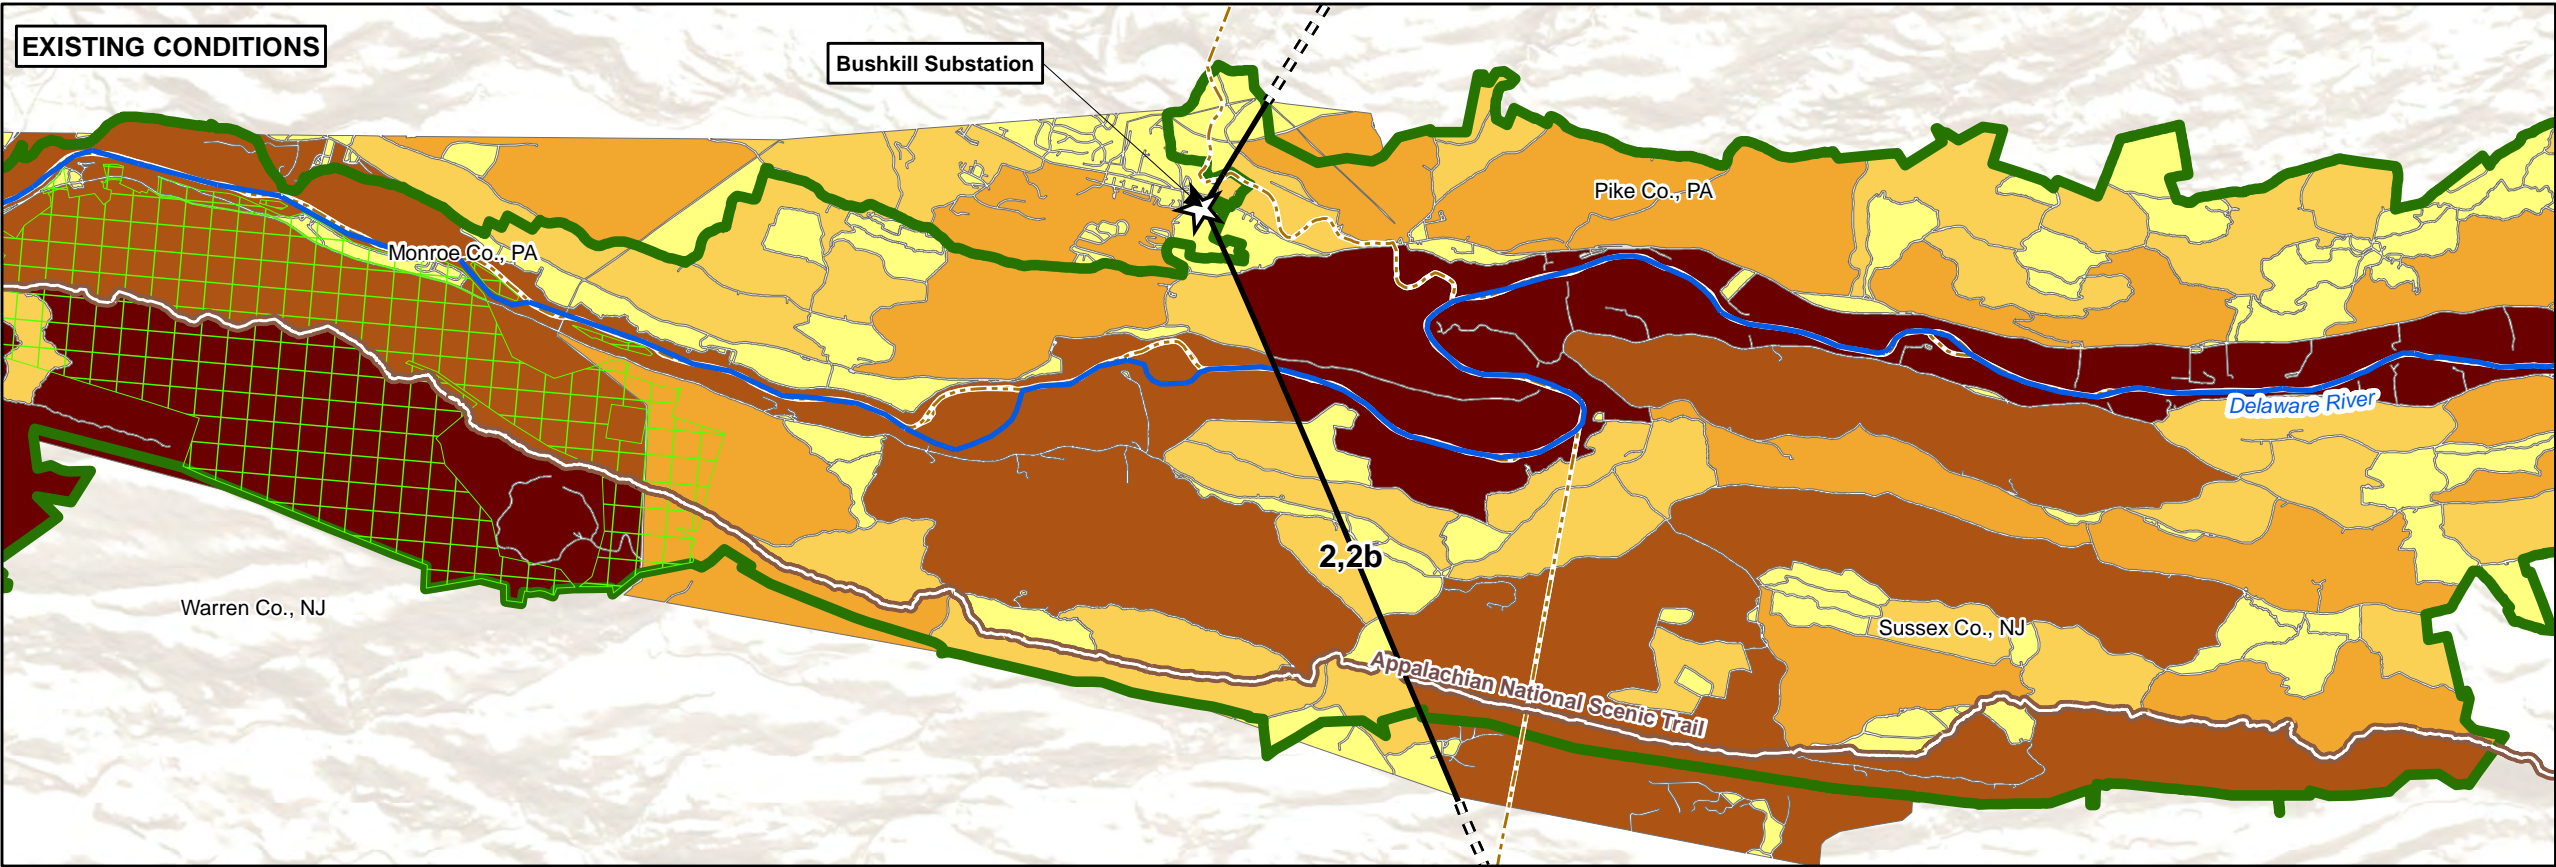 EXISTING CONDITIONS
Bushkill Substation
Pike Co., PA
Monroe Co., PA
Delaware River
2,2b
Warren Co., NJ
Sussex Co., NJ
Appalachian National Scenic Trail